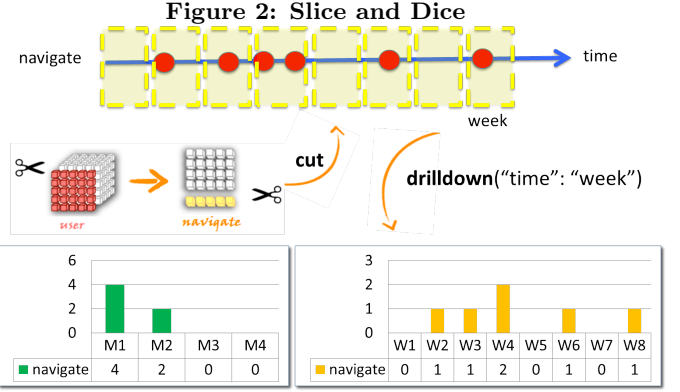 Figure 2: Slice and Dice
navigate
time
week
cut
drilldown("time": "week")
user
navigate
6
4
2
0
M1 M2 M3 M4
navigate 4 2 0 0
3
2
1
0
W1 W2 W3 W4 W5 W6 W7 W8
navigate 0 1 1 2 0 1 0 1